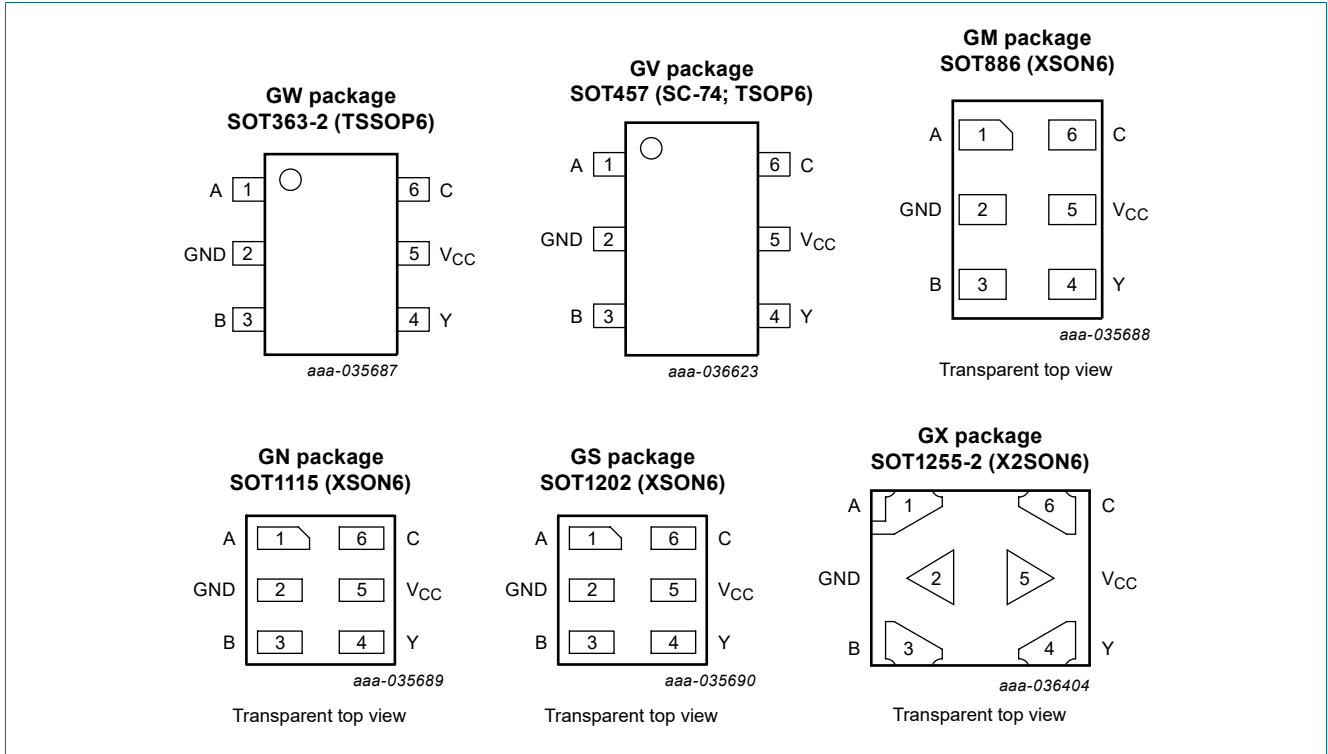 GW package
SOT363-2 (TSSOP6)
A 1 6 C
GND 2 5 VCC
B 3 4 Y
aaa-035687
GV package
SOT457 (SC-74; TSOP6)
A 1 6 C
GND 2 5 VCC
B 3 4 Y
aaa-036623
GM package
SOT886 (XSON6)
A 1 6 C
GND 2 5 VCC
B 3 4 Y
aaa-035688
Transparent top view
GN package
SOT1115 (XSON6)
A 1 6 C
GND 2 5 VCC
B 3 4 Y
aaa-035689
Transparent top view
GS package
SOT1202 (XSON6)
A 1 6 C
GND 2 5 VCC
B 3 4 Y
aaa-035690
Transparent top view
GX package
SOT1255-2 (X2SON6)
A 1 6 C
GND 2 5 VCC
B 3 4 Y
aaa-036404
Transparent top view